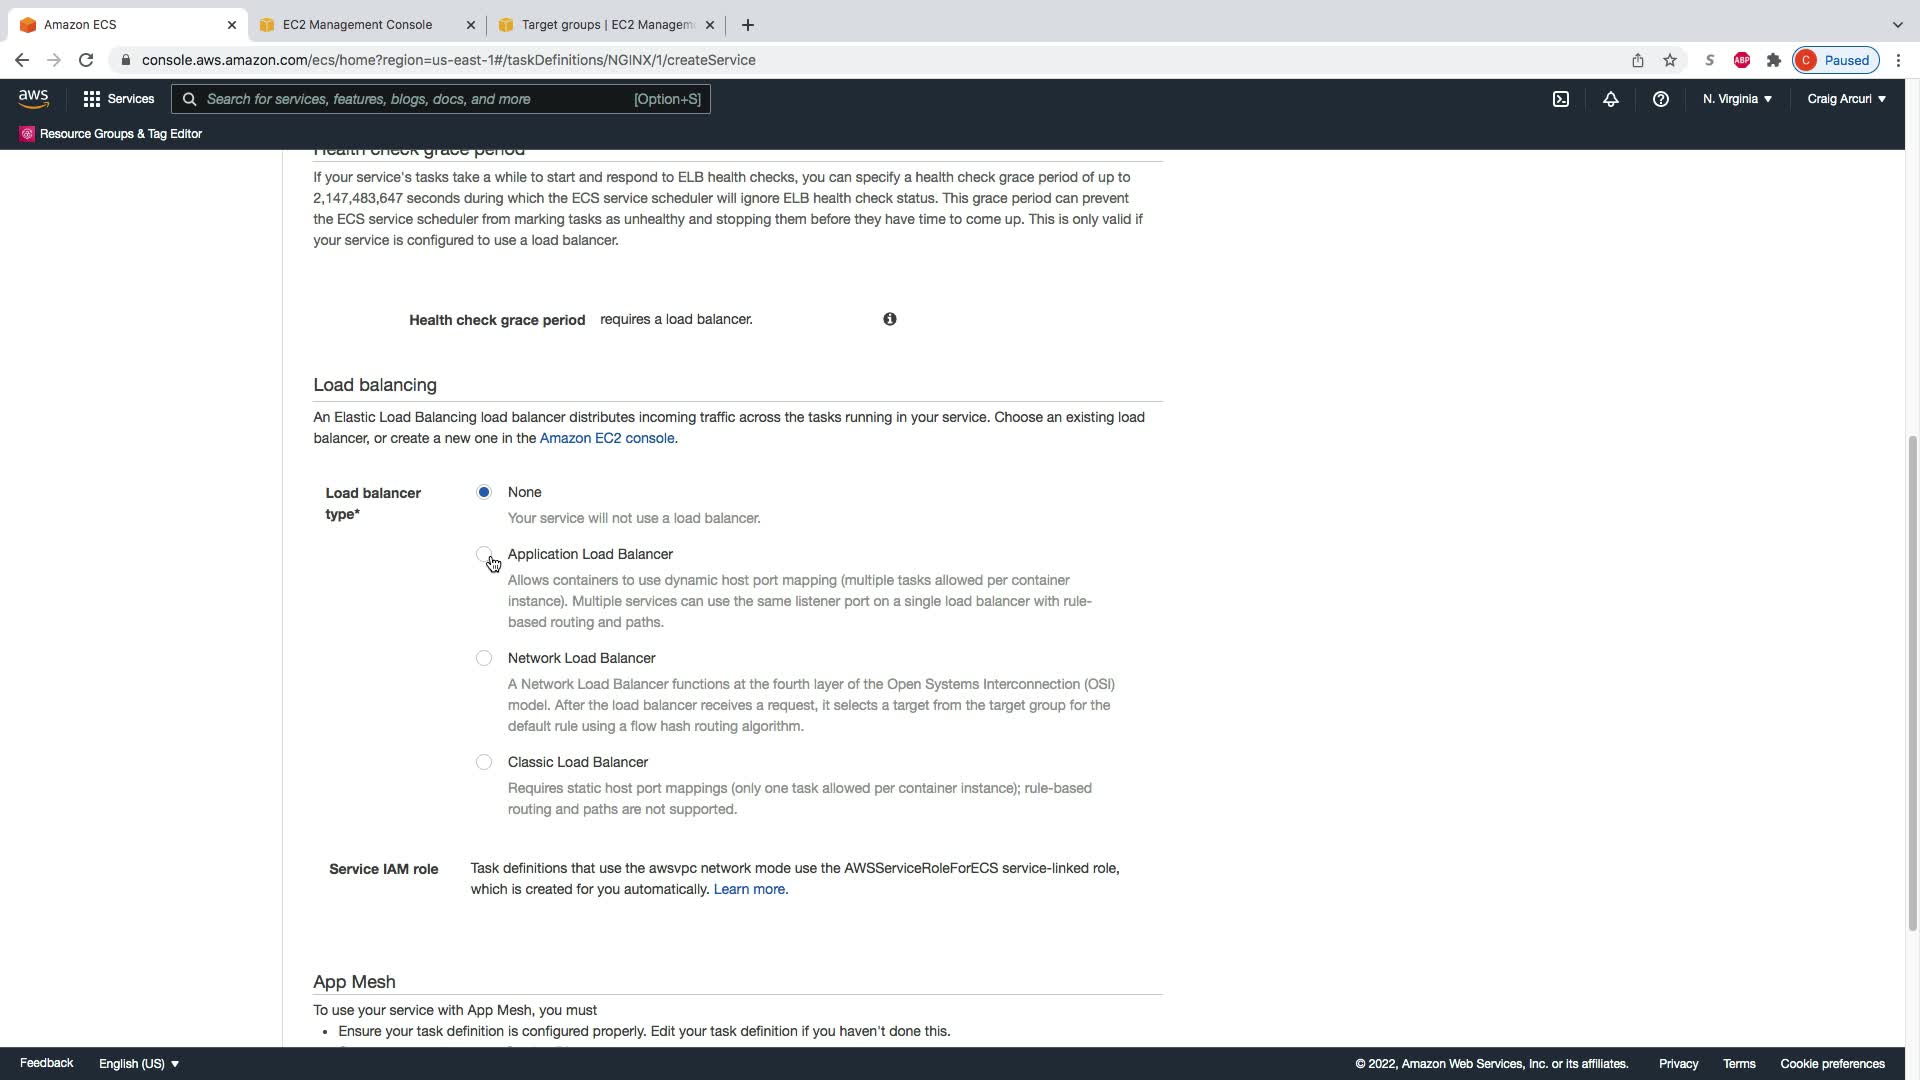 Amazon ECS
EC2 Management Console
Target groups | EC2 Managem
console.aws.amazon.com/ecs/home?region=us-east-1#/taskDefinitions/NGINX/1/createService
S
ABP
C Paused
aws
Services
Search for services, features, blogs, docs, and more [Option+S]
N. Virginia
Craig Arcuri
Resource Groups & Tag Editor
Health check grace period
If your service's tasks take a while to start and respond to ELB health checks, you can specify a health check grace period of up to
2,147,483,647 seconds during which the ECS service scheduler will ignore ELB health check status. This grace period can prevent
the ECS service scheduler from marking tasks as unhealthy and stopping them before they have time to come up. This is only valid if
your service is configured to use a load balancer.
Health check grace period requires a load balancer.
Load balancing
An Elastic Load Balancing load balancer distributes incoming traffic across the tasks running in your service. Choose an existing load
balancer, or create a new one in the Amazon EC2 console.
Load balancer
type*
None
Your service will not use a load balancer.
Application Load Balancer
Allows containers to use dynamic host port mapping (multiple tasks allowed per container
instance). Multiple services can use the same listener port on a single load balancer with rule-
based routing and paths.
Network Load Balancer
A Network Load Balancer functions at the fourth layer of the Open Systems Interconnection (OSI)
model. After the load balancer receives a request, it selects a target from the target group for the
default rule using a flow hash routing algorithm.
Classic Load Balancer
Requires static host port mappings (only one task allowed per container instance); rule-based
routing and paths are not supported.
Service IAM role
Task definitions that use the awsvpc network mode use the AWSServiceRoleForECS service-linked role,
which is created for you automatically. Learn more.
App Mesh
To use your service with App Mesh, you must
• Ensure your task definition is configured properly. Edit your task definition if you haven't done this.
Feedback
English (US)
© 2022, Amazon Web Services, Inc. or its affiliates.
Privacy
Terms
Cookie preferences